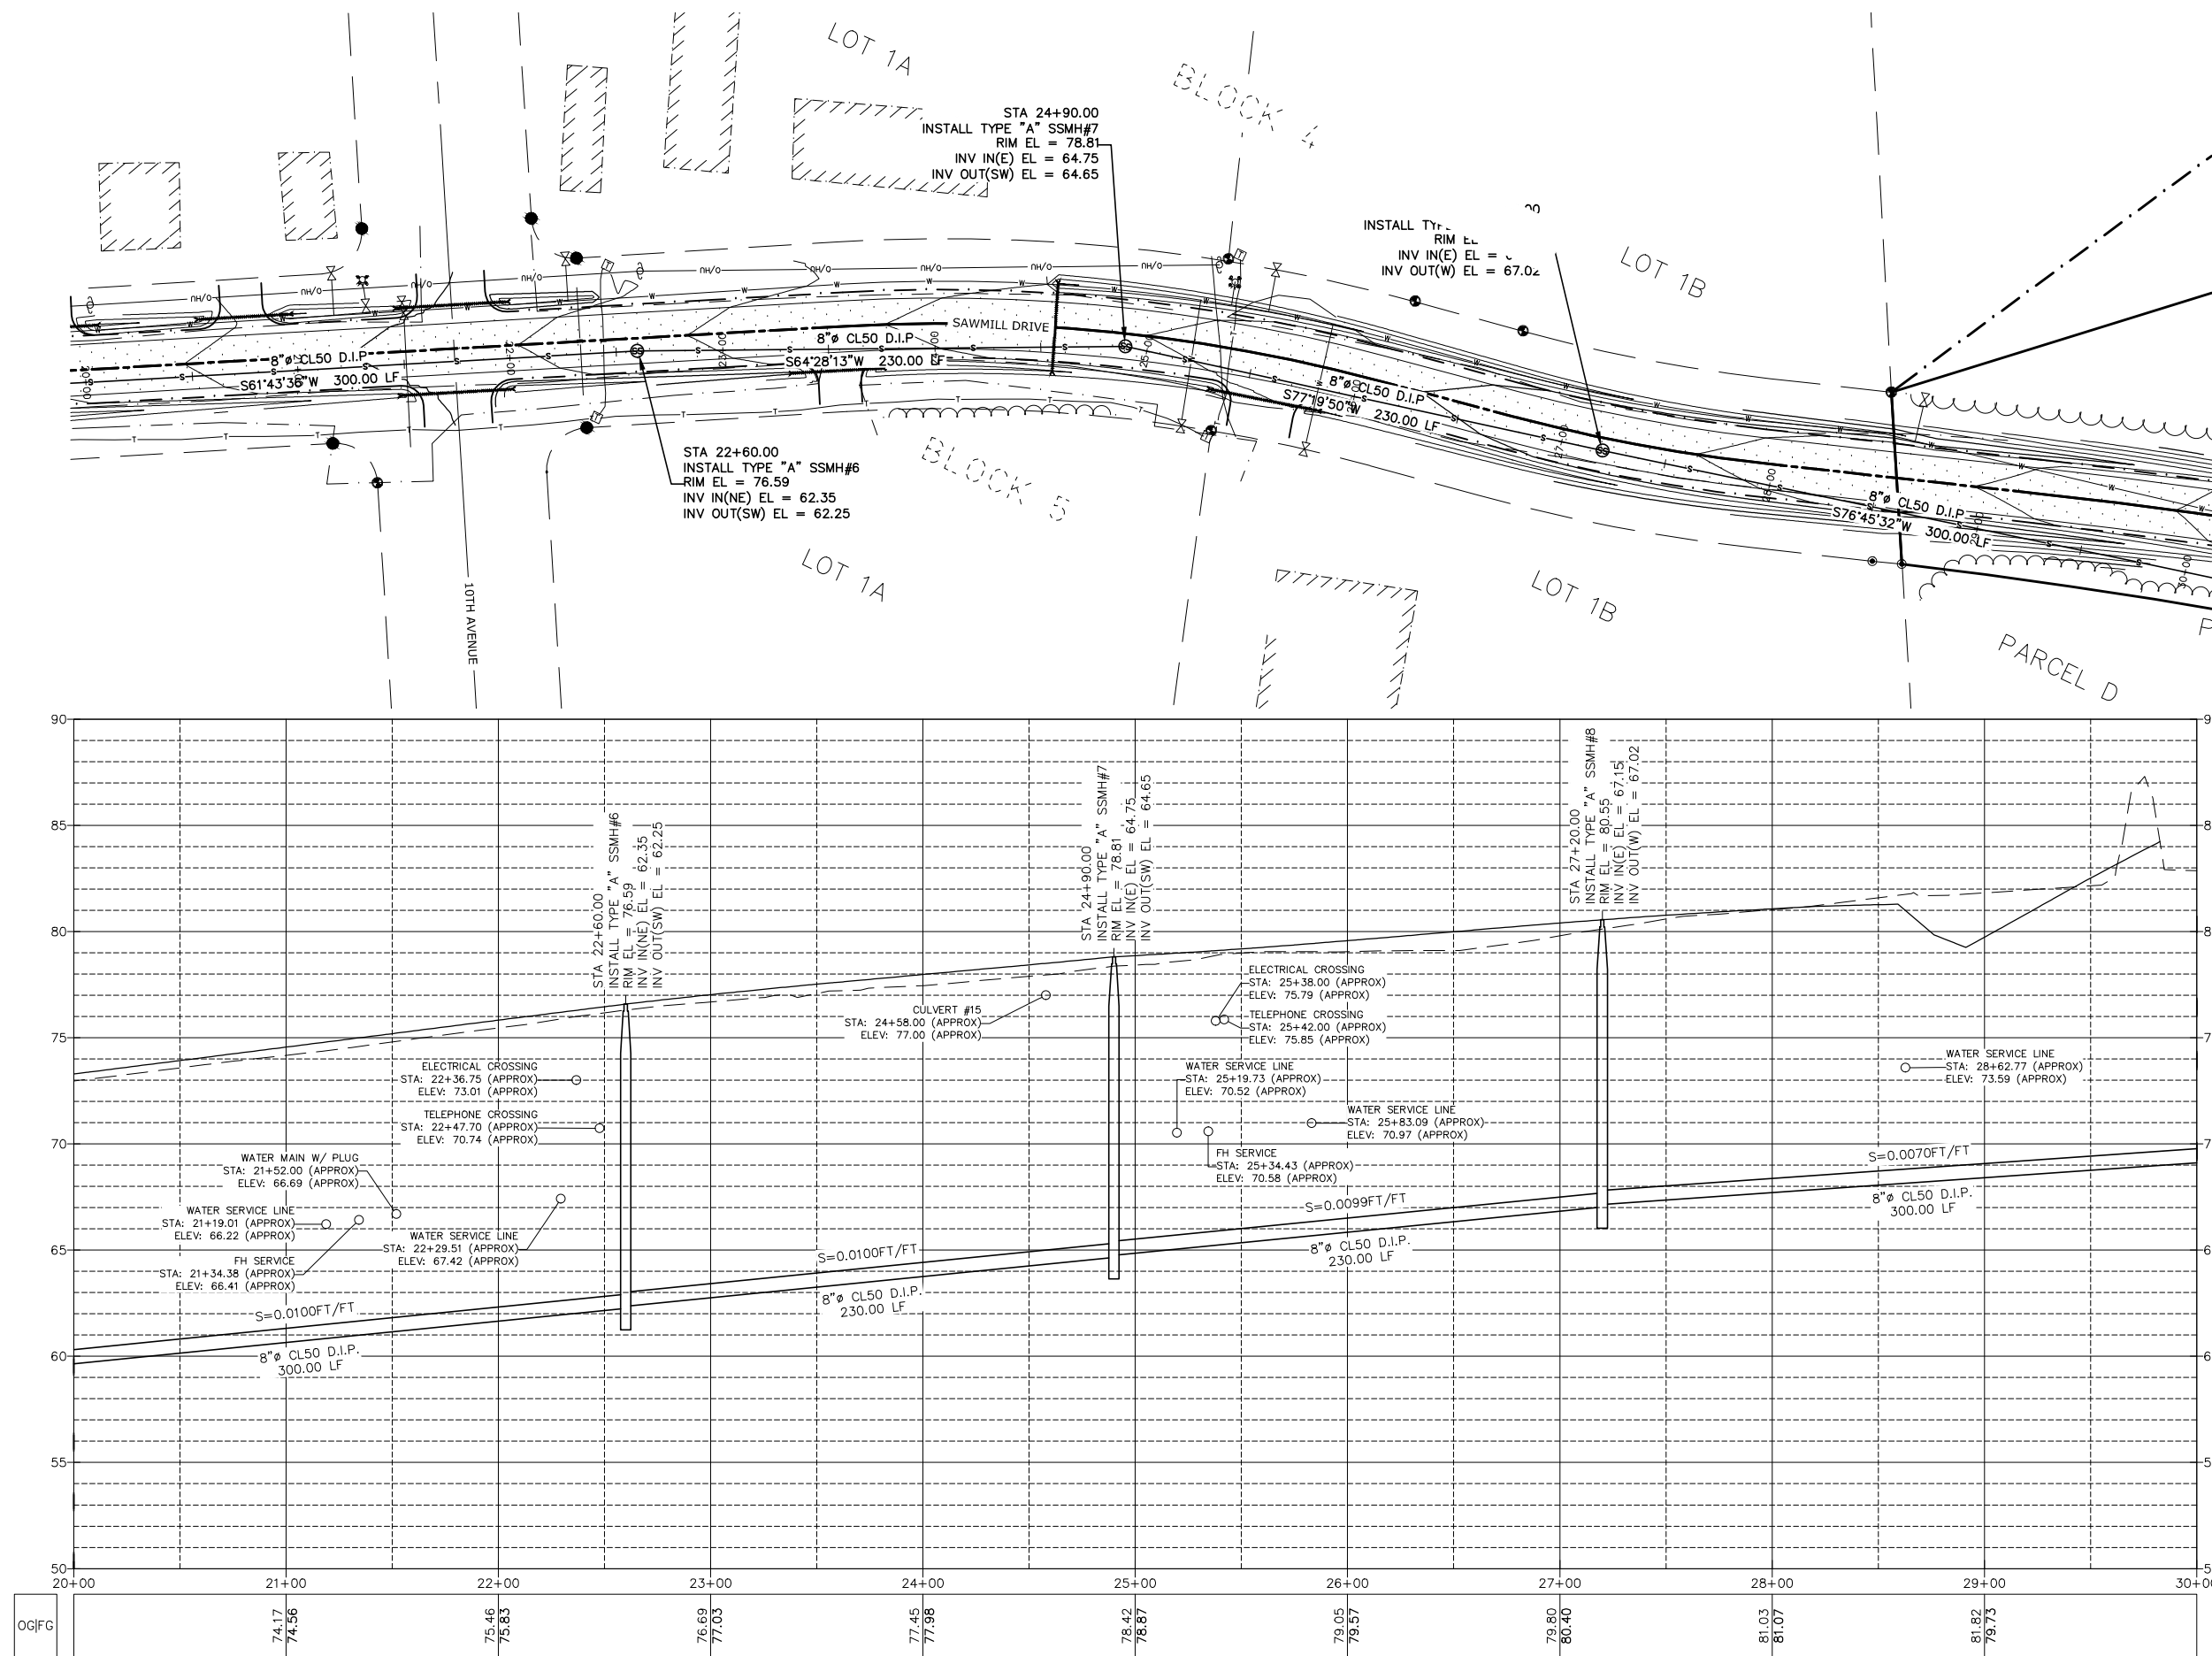 LOT 1A
BLOCK 4
STA 24+90.00
INSTALL TYPE "A" SSMH#7
RIM EL = 78.81
INV IN(E) EL = 64.75
INV OUT(SW) EL = 64.65
INSTALL
RIM EL
INV IN(E) EL =
INV OUT(W) EL = 67.02
LOT 1B
SAWMILL DRIVE
8"ø CL50 D.I.P
S61°43'36"W 300.00 LF
8"ø CL50 D.I.P
S64°28'13"W 230.00 LF
8"ø CL50 D.I.P
S77°19'50"W 230.00 LF
8"ø CL50 D.I.P
S76°45'32"W 300.00 LF
22+00
23+00
25+00
27+00
28+00
30+00
STA 22+60.00
INSTALL TYPE "A" SSMH#6
RIM EL = 76.59
INV IN(NE) EL = 62.35
INV OUT(SW) EL = 62.25
BLOCK 5
LOT 1A
LOT 1B
10TH AVENUE
PARCEL D
90
85
80
75
70
65
60
55
50
STA 22+60.00
INSTALL TYPE "A" SSMH#6
RIM EL = 76.59
INV IN(NE) EL = 62.35
INV OUT(SW) EL = 62.25
STA 24+90.00
INSTALL TYPE "A" SSMH#7
RIM EL = 78.81
INV IN(E) EL = 64.75
INV OUT(SW) EL = 64.65
STA 27+20.00
INSTALL TYPE "A" SSMH#8
RIM EL = 80.55
INV IN(E) EL = 67.15
INV OUT(W) EL = 67.02
ELECTRICAL CROSSING
STA: 22+36.75 (APPROX)
ELEV: 73.01 (APPROX)
TELEPHONE CROSSING
STA: 22+47.70 (APPROX)
ELEV: 70.74 (APPROX)
WATER MAIN W/ PLUG
STA: 21+52.00 (APPROX)
ELEV: 66.69 (APPROX)
WATER SERVICE LINE
STA: 21+19.01 (APPROX)
ELEV: 66.22 (APPROX)
FH SERVICE
STA: 21+34.38 (APPROX)
ELEV: 66.41 (APPROX)
WATER SERVICE LINE
STA: 22+29.51 (APPROX)
ELEV: 67.42 (APPROX)
CULVERT #15
STA: 24+58.00 (APPROX)
ELEV: 77.00 (APPROX)
ELECTRICAL CROSSING
STA: 25+38.00 (APPROX)
ELEV: 75.79 (APPROX)
TELEPHONE CROSSING
STA: 25+42.00 (APPROX)
ELEV: 75.85 (APPROX)
WATER SERVICE LINE
STA: 25+19.73 (APPROX)
ELEV: 70.52 (APPROX)
WATER SERVICE LINE
STA: 25+83.09 (APPROX)
ELEV: 70.97 (APPROX)
FH SERVICE
STA: 25+34.43 (APPROX)
ELEV: 70.58 (APPROX)
WATER SERVICE LINE
STA: 28+62.77 (APPROX)
ELEV: 73.59 (APPROX)
S=0.0100FT/FT
8"ø CL50 D.I.P.
300.00 LF
S=0.0100FT/FT
8"ø CL50 D.I.P.
230.00 LF
S=0.0099FT/FT
8"ø CL50 D.I.P.
230.00 LF
S=0.0070FT/FT
8"ø CL50 D.I.P.
300.00 LF
20+00 21+00 22+00 23+00 24+00 25+00 26+00 27+00 28+00 29+00 30+0
OG|FG
74.17
74.56
75.46
75.83
76.69
77.03
77.45
77.98
78.42
78.87
79.05
79.57
79.80
80.40
81.03
81.07
81.82
79.73